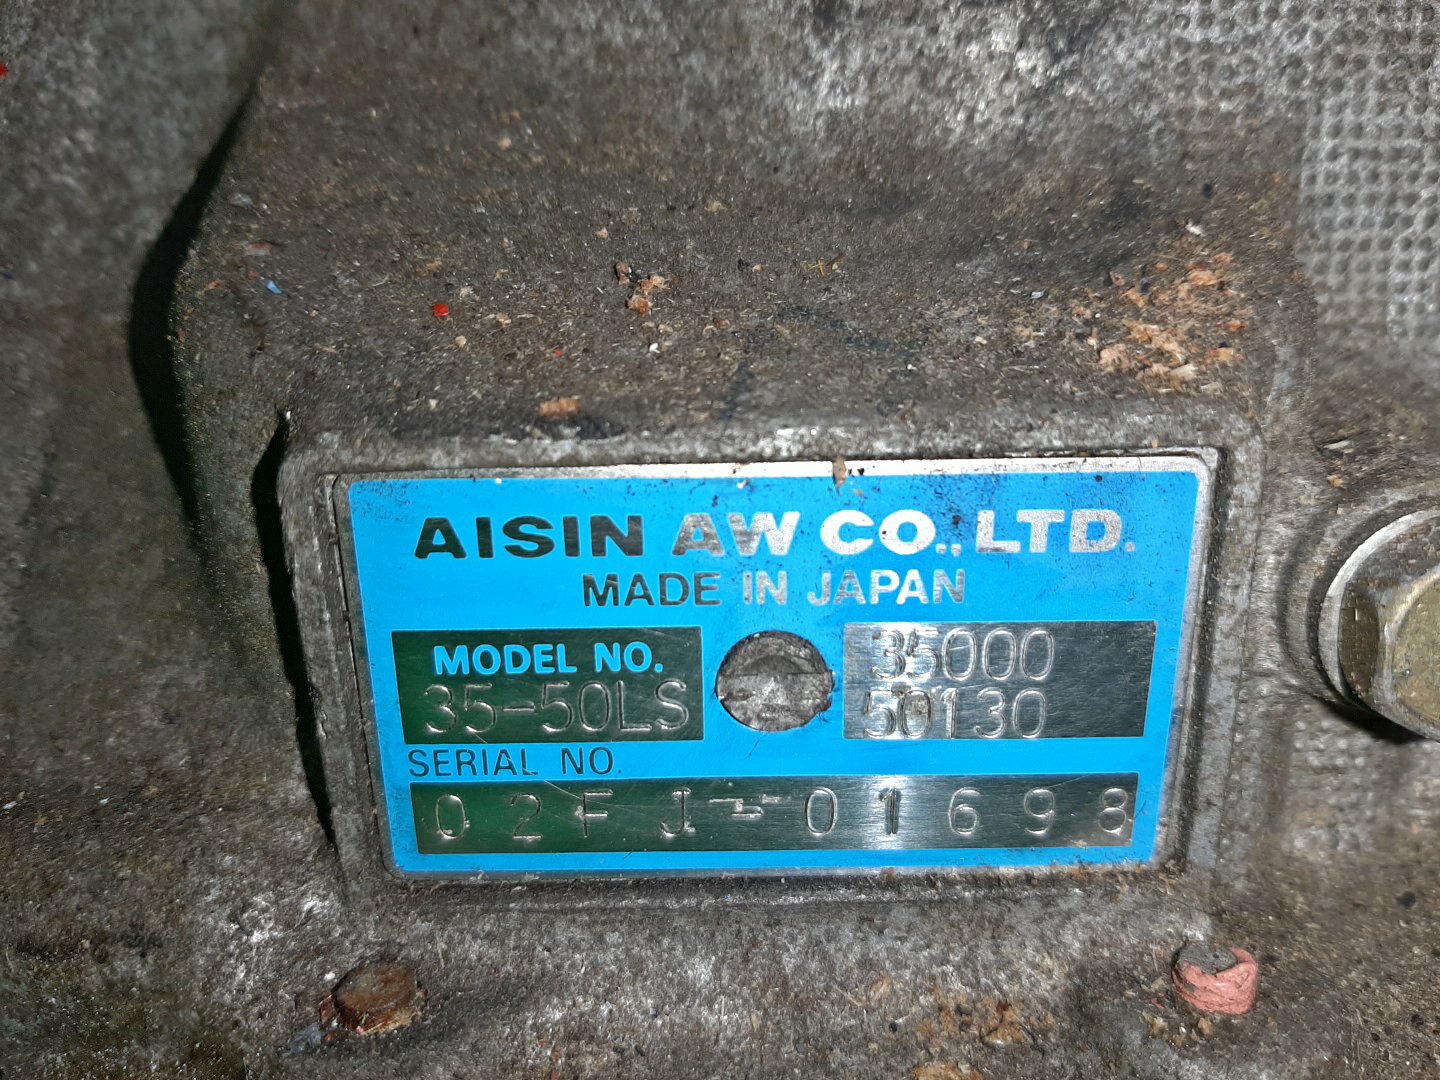 AISIN AW CO., LTD.
MADE IN JAPAN
MODEL NO.
35-50LS
35000
50130
SERIAL NO.
02FJ-01698